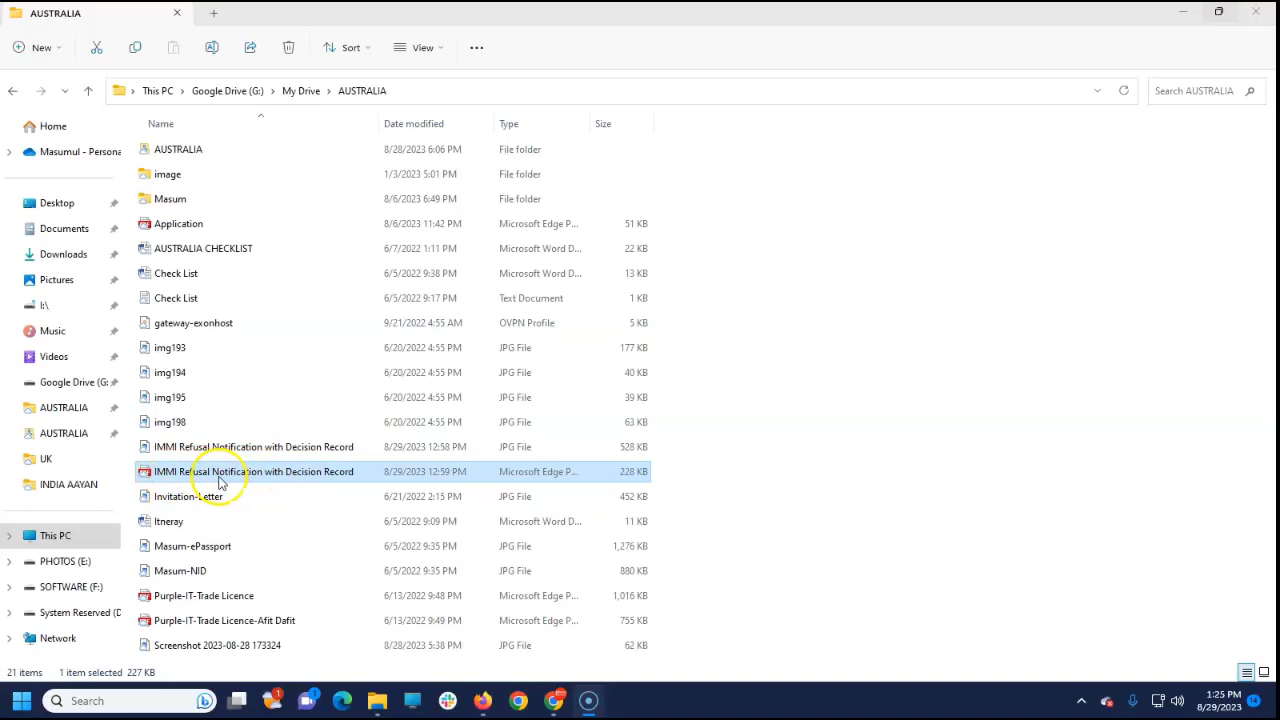 AUSTRALIA
New
Sort
View
This PC > Google Drive (G:) > My Drive > AUSTRALIA
Search AUSTRALIA
Name Date modified Type Size
Home
Masumul - Persona
Desktop
Documents
Downloads
Pictures
I:\
Music
Videos
Google Drive (G:
AUSTRALIA
AUSTRALIA
UK
INDIA AAYAN
This PC
PHOTOS (E:)
SOFTWARE (F:)
System Reserved (D
Network
AUSTRALIA 8/28/2023 6:06 PM File folder
image 1/3/2023 5:01 PM File folder
Masum 8/6/2023 6:49 PM File folder
Application 8/6/2023 11:42 PM Microsoft Edge P... 51 KB
AUSTRALIA CHECKLIST 6/7/2022 1:11 PM Microsoft Word D... 22 KB
Check List 6/5/2022 9:38 PM Microsoft Word D... 13 KB
Check List 6/5/2022 9:17 PM Text Document 1 KB
gateway-exonhost 9/21/2022 4:55 AM OVPN Profile 5 KB
img193 6/20/2022 4:55 PM JPG File 177 KB
img194 6/20/2022 4:55 PM JPG File 40 KB
img195 6/20/2022 4:55 PM JPG File 39 KB
img198 6/20/2022 4:55 PM JPG File 63 KB
IMMI Refusal Notification with Decision Record 8/29/2023 12:58 PM JPG File 528 KB
IMMI Refusal Notification with Decision Record 8/29/2023 12:59 PM Microsoft Edge P... 228 KB
Invitation-Letter 6/21/2022 2:15 PM JPG File 452 KB
Itneray 6/5/2022 9:09 PM Microsoft Word D... 11 KB
Masum-ePassport 6/5/2022 9:35 PM JPG File 1,276 KB
Masum-NID 6/5/2022 9:35 PM JPG File 880 KB
Purple-IT-Trade Licence 6/13/2022 9:48 PM Microsoft Edge P... 1,016 KB
Purple-IT-Trade Licence-Afit Dafit 6/13/2022 9:49 PM Microsoft Edge P... 755 KB
Screenshot 2023-08-28 173324 8/28/2023 5:38 PM JPG File 62 KB
21 items 1 item selected 227 KB
Search
1:25 PM
8/29/2023